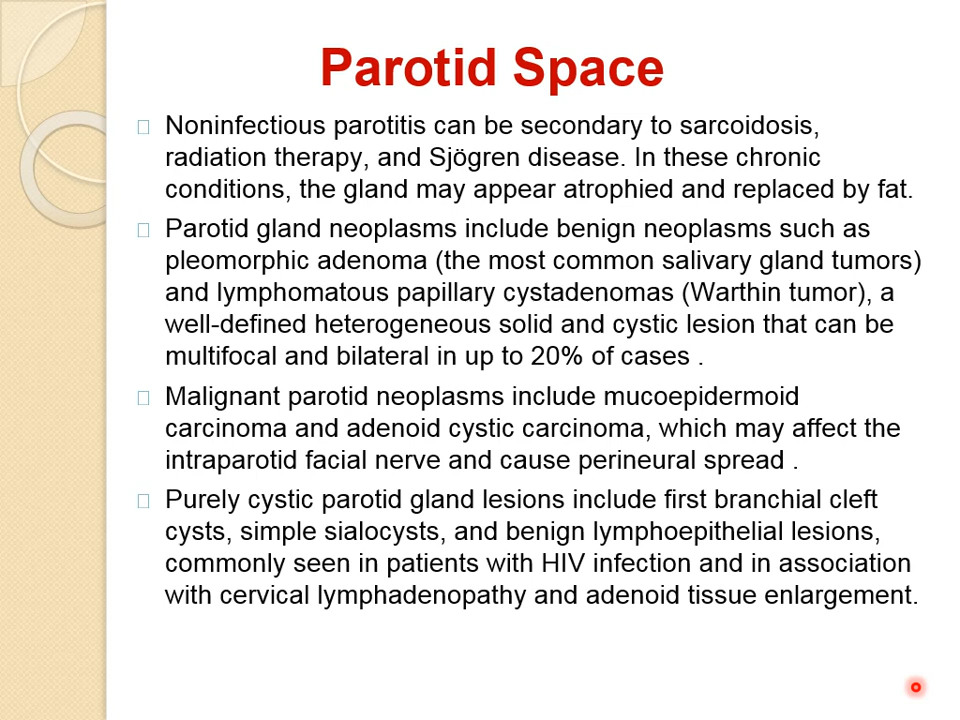 Parotid Space
Noninfectious parotitis can be secondary to sarcoidosis,
radiation therapy, and Sjögren disease. In these chronic
conditions, the gland may appear atrophied and replaced by fat.
Parotid gland neoplasms include benign neoplasms such as
pleomorphic adenoma (the most common salivary gland tumors)
and lymphomatous papillary cystadenomas (Warthin tumor), a
well-defined heterogeneous solid and cystic lesion that can be
multifocal and bilateral in up to 20% of cases .
Malignant parotid neoplasms include mucoepidermoid
carcinoma and adenoid cystic carcinoma, which may affect the
intraparotid facial nerve and cause perineural spread .
Purely cystic parotid gland lesions include first branchial cleft
cysts, simple sialocysts, and benign lymphoepithelial lesions,
commonly seen in patients with HIV infection and in association
with cervical lymphadenopathy and adenoid tissue enlargement.